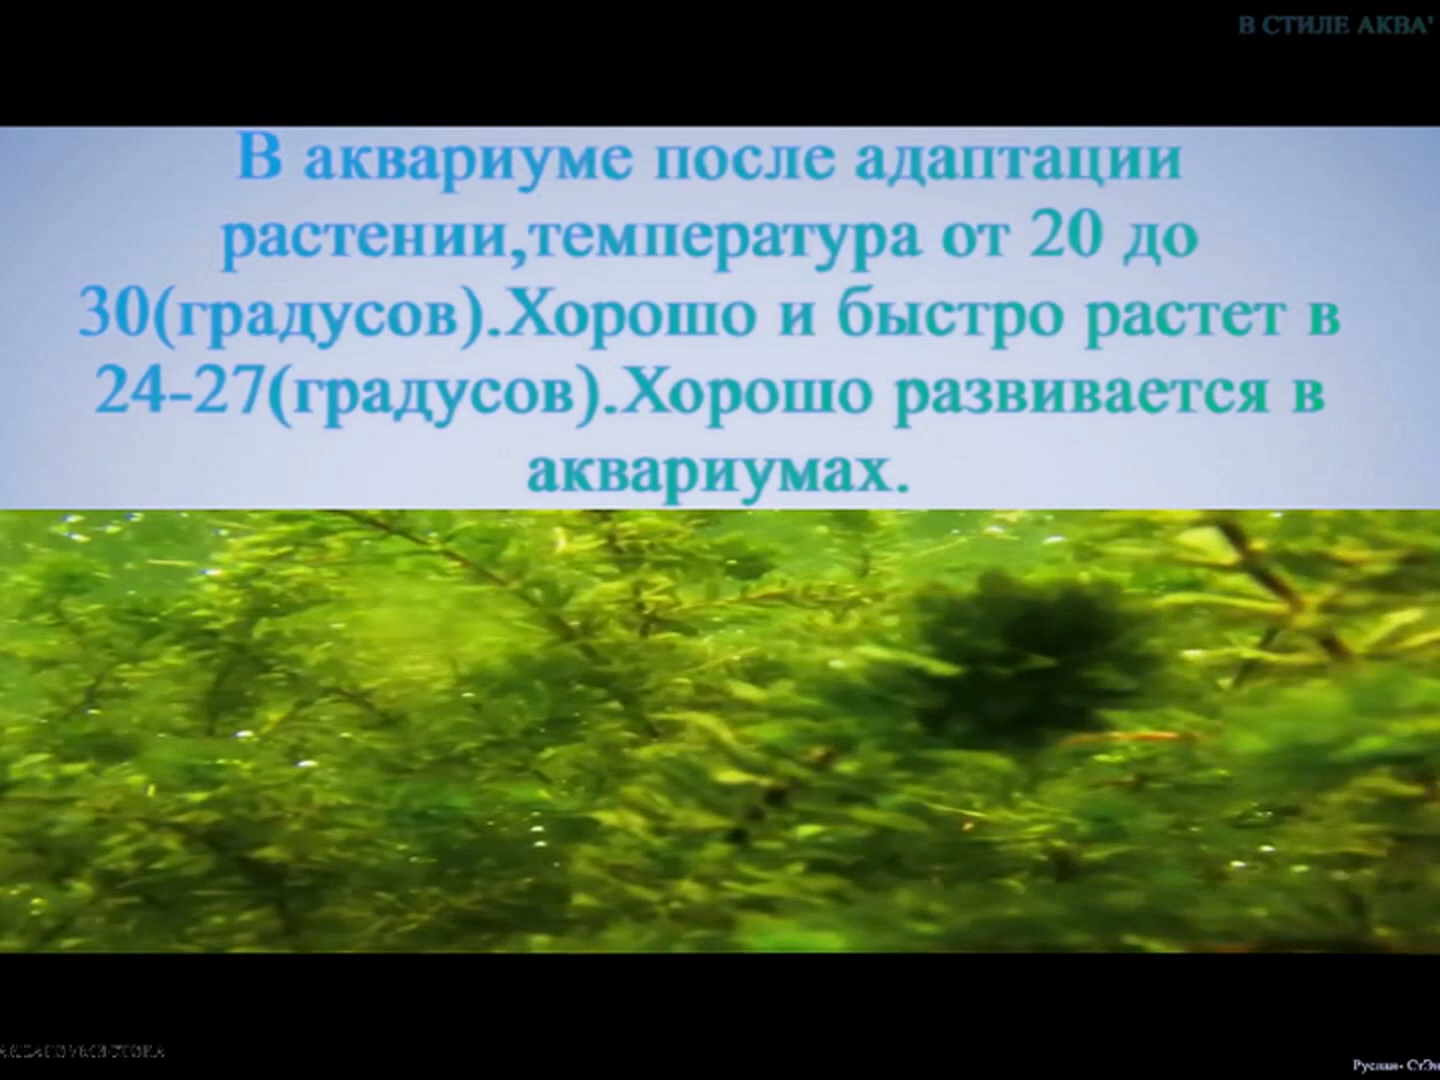 В СТИЛЕ АКВА'
В аквариуме после адаптации
растении,температура от 20 до
30(градусов).Хорошо и быстро растет в
24-27(градусов).Хорошо развивается в
аквариумах.
Руслан-